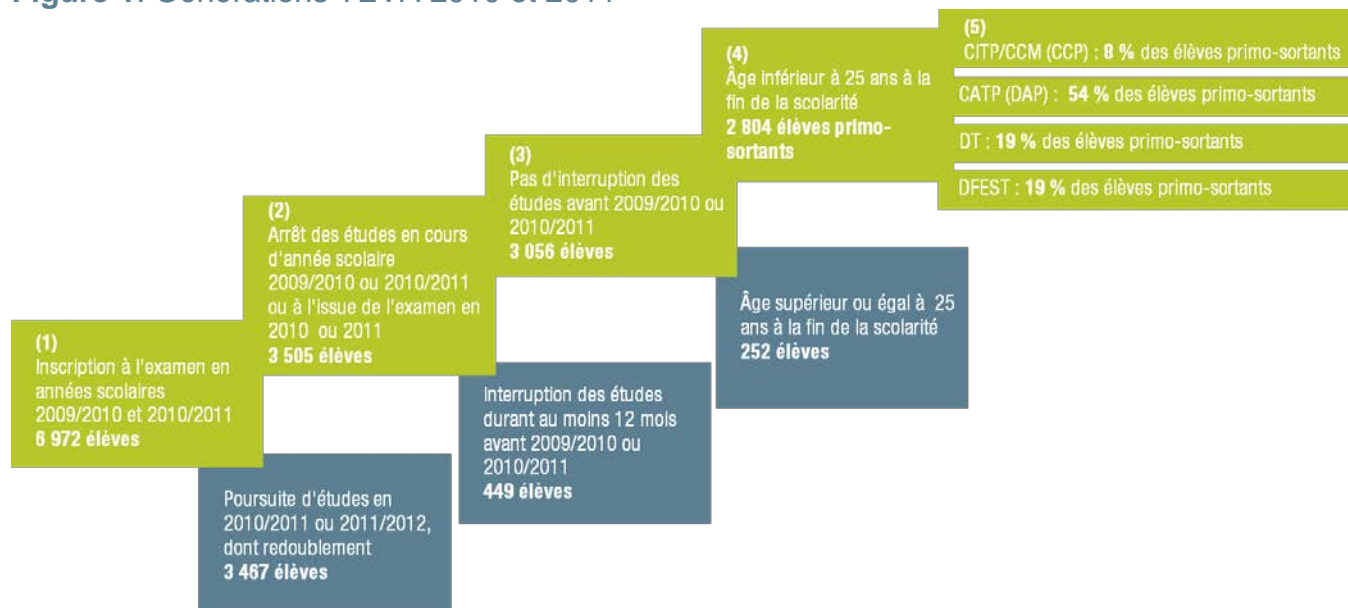 (1)
Inscription à l'examen en
années scolaires
2009/2010 et 2010/2011
6 972 élèves
Poursuite d'études en
2010/2011 ou 2011/2012,
dont redoublement
3 467 élèves
(2)
Arrêt des études en cours
d'année scolaire
2009/2010 ou 2010/2011
ou à l'issue de l'examen en
2010 ou 2011
3 505 élèves
Interruption des études
durant au moins 12 mois
avant 2009/2010 ou
2010/2011
449 élèves
(3)
Pas d'interruption des
études avant 2009/2010 ou
2010/2011
3 056 élèves
Âge supérieur ou égal à 25
ans à la fin de la scolarité
252 élèves
(4)
Âge inférieur à 25 ans à la
fin de la scolarité
2 804 élèves primo-
sortants
(5)
CITP/CCM (CCP) : 8 % des élèves primo-sortants
CATP (DAP) : 54 % des élèves primo-sortants
DT : 19 % des élèves primo-sortants
DFEST : 19 % des élèves primo-sortants